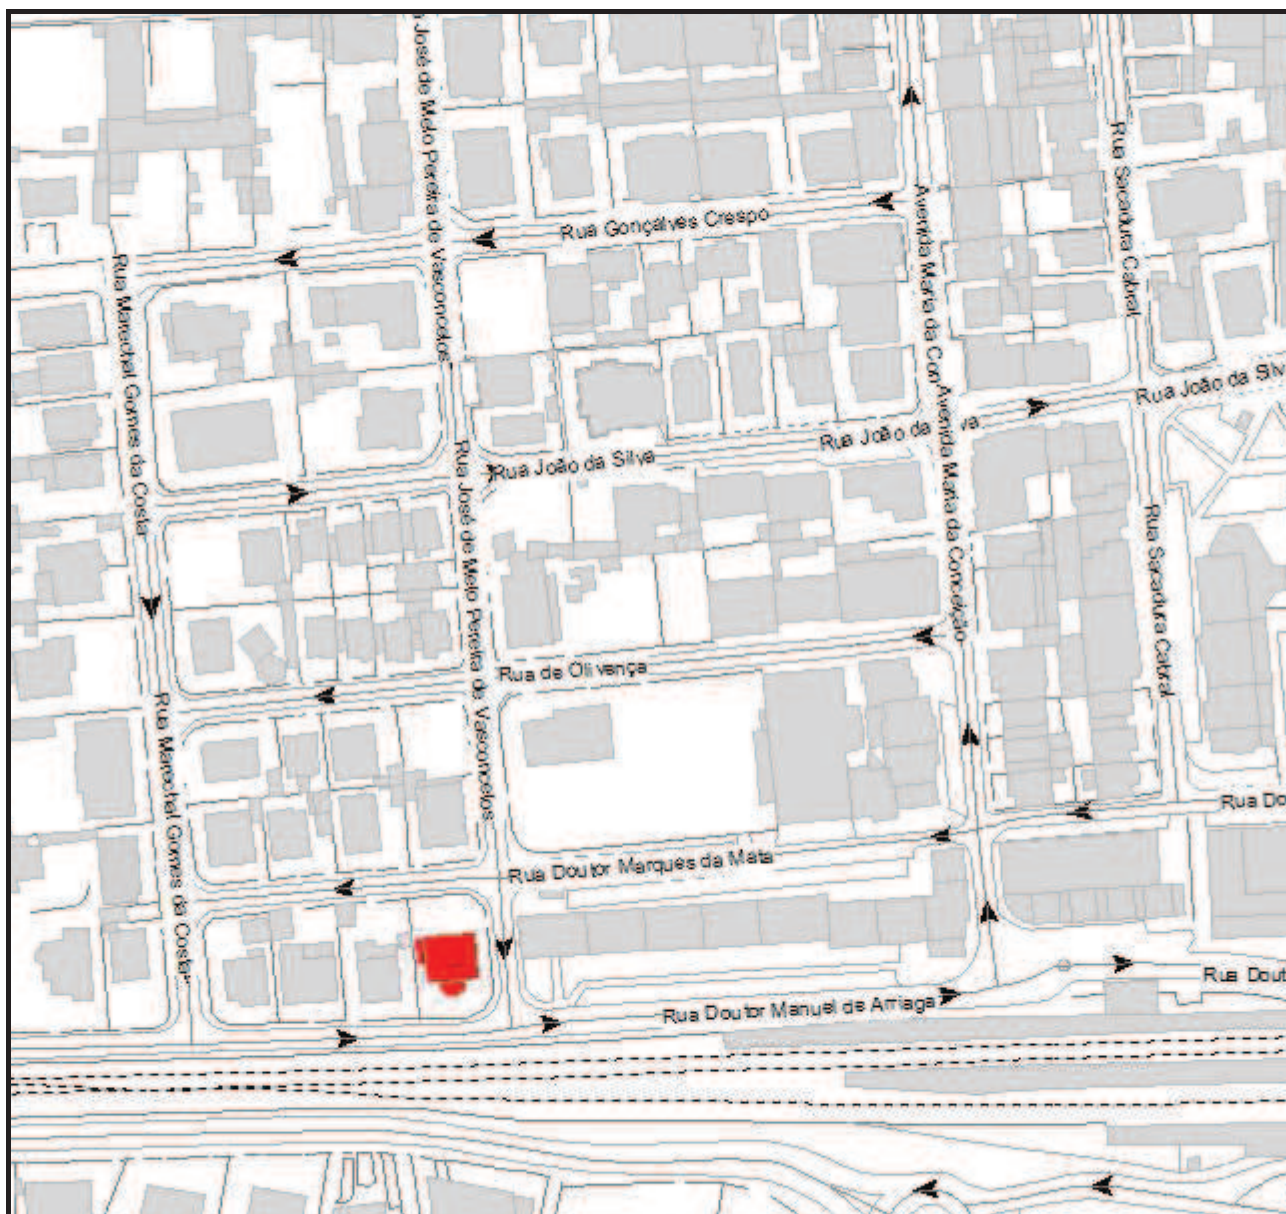 José de Melo Pereira de Vasconcelos
Rua Sacadura Cabral
Avenida Maria da Con
Rua Gonçalves Crespo
Rua Marechal Gomes da Costa
Rua João da Silv
Avenida Maria da Conceição
Rua João da va
Rua João da Silva
Rua José de Melo Pereira de Vasconcelos
Rua Sacadura Cabral
Rua de Olivença
Rua Marechal Gomes da Costa
Rua Do
Rua Doutor Marques da Mata
Rua Dout
Rua Doutor Manuel de Arriaga